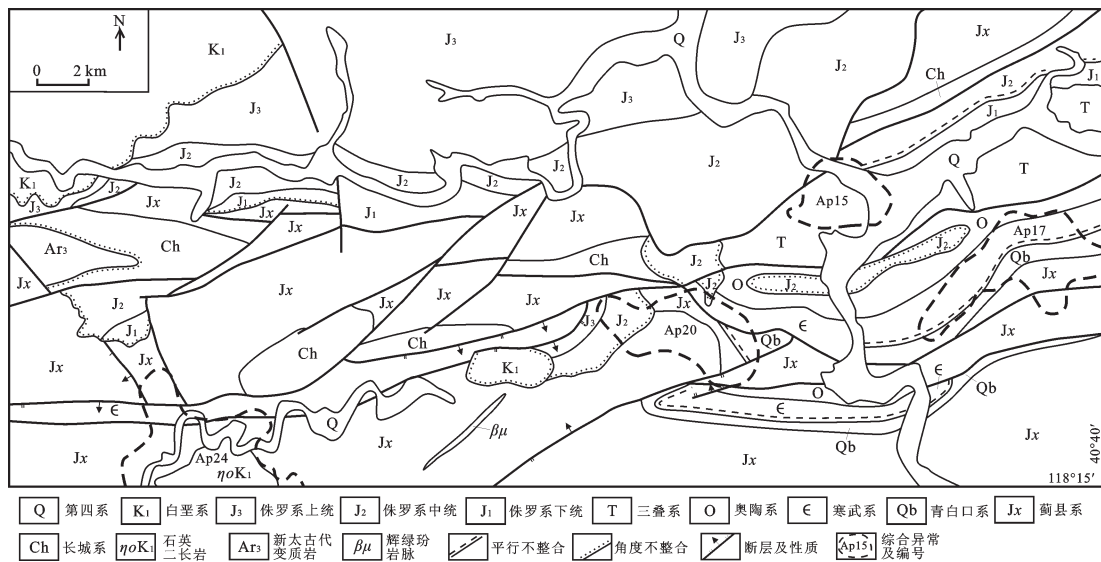 N
0 2 km
K₁
J₃
Q
J₃
Jx
J₂
Ch
J₂
J₁
T
J₃
J₃
J₁
J₂
J₂
Q
T
K₁
J₂
J₂
J₂
J₂
J₂
J₃
Jx
J₁
Jx
J₁
Jx
Ap15
Jx
Ar₃
Ch
T
O
Ap17
Ch
J₂
J₂
Qb
Jx
Jx
Jx
J₂
O
J₂
Jx
J₂
Jx
Jx
Jx
J₁
Ch
J₃
J₂
Ap20
Qb
Є
Jx
Jx
Ch
K₁
Jx
Є
Qb
Jx
Є
Q
O
Є
Jx
Jx
βμ
Qb
Ap24
ηοK₁
Jx
Jx
40°40′
118°15′
Q 第四系 K₁ 白垩系 J₃ 侏罗系上统 J₂ 侏罗系中统 J₁ 侏罗系下统 T 三叠系 O 奥陶系 Є 寒武系 Qb 青白口系 Jx 蓟县系
Ch 长城系 ηοK₁ 石英二长岩 Ar₃ 新太古代变质岩 βμ 辉绿玢岩脉 平行不整合 角度不整合 断层及性质 Ap15 综合异常及编号